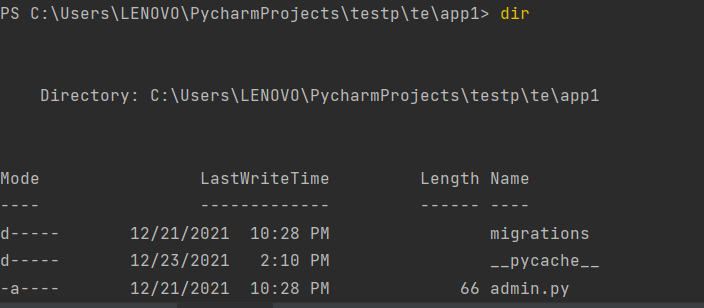 PS C:\Users\LENOVO\PycharmProjects\testp\te\app1> dir
Directory: C:\Users\LENOVO\PycharmProjects\testp\te\app1
Mode LastWriteTime Length Name
---- ------------- ------ ----
d----- 12/21/2021 10:28 PM migrations
d----- 12/23/2021 2:10 PM __pycache__
-a---- 12/21/2021 10:28 PM 66 admin.py